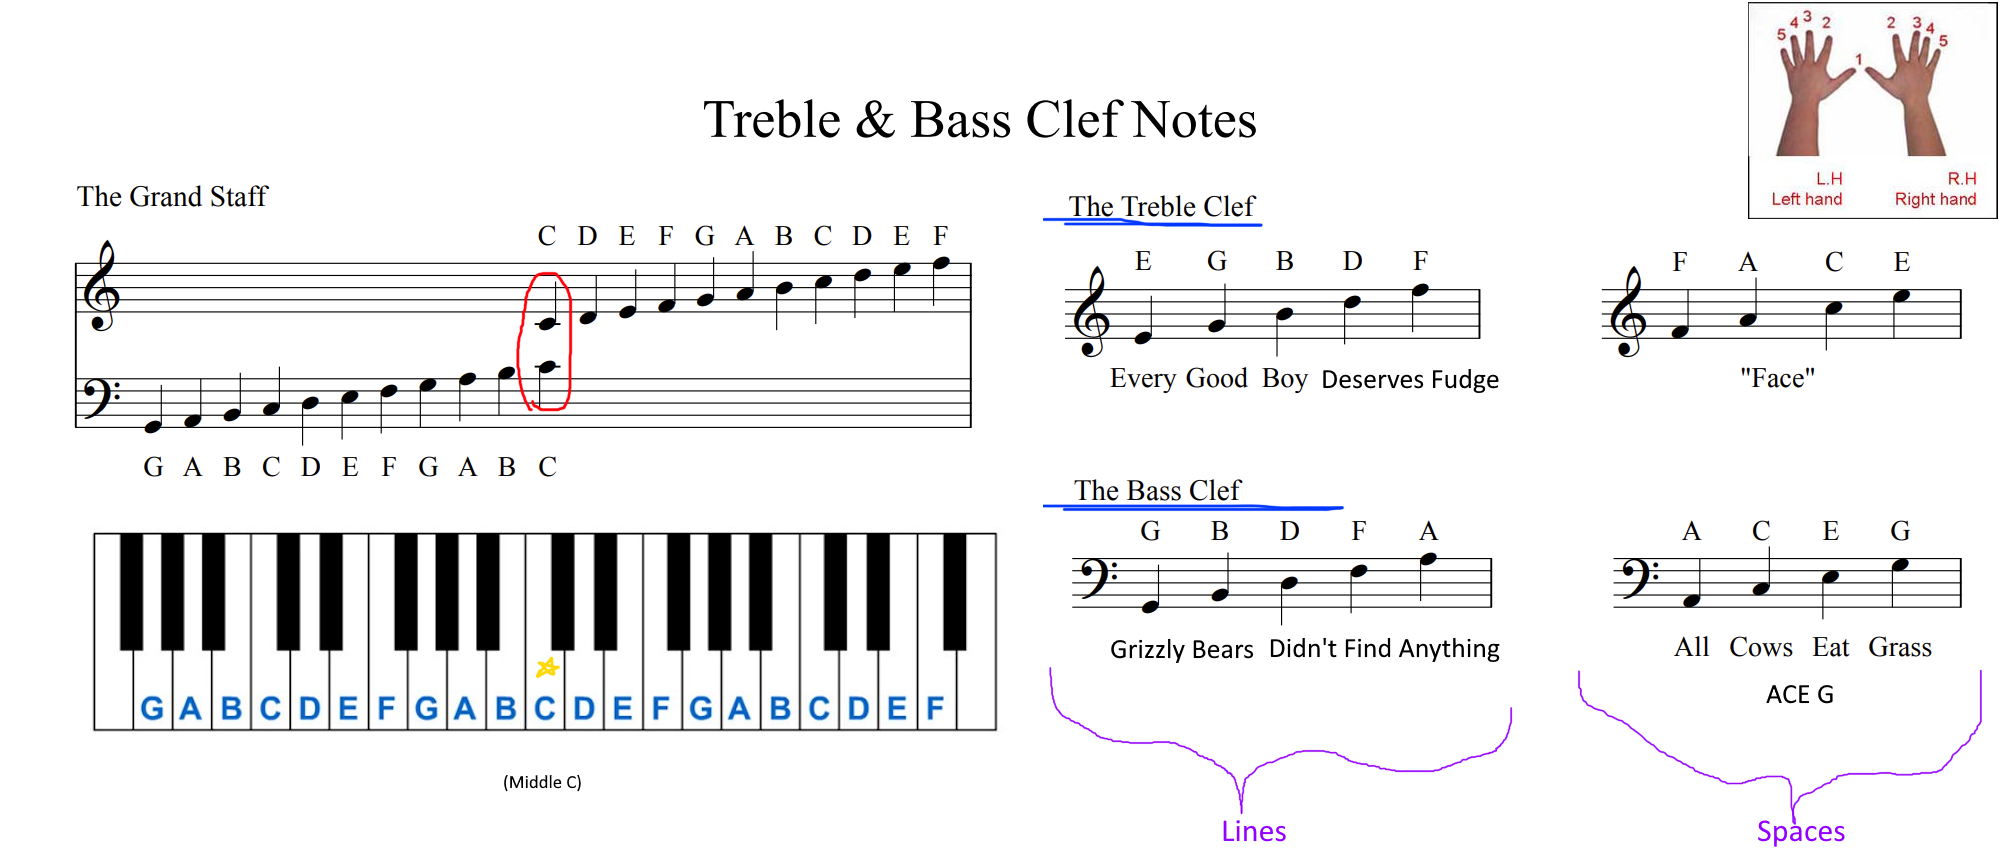 5 4 3 2 1 2 3 4 5
L.H R.H
Left hand Right hand
Treble & Bass Clef Notes
The Grand Staff
C D E F G A B C D E F
G A B C D E F G A B C
G A B C D E F G A B C D E F G A B C D E F
(Middle C)
The Treble Clef
E G B D F
Every Good Boy Deserves Fudge
F A C E
"Face"
The Bass Clef
G B D F A
Grizzly Bears Didn't Find Anything
A C E G
All Cows Eat Grass
ACE G
Lines
Spaces